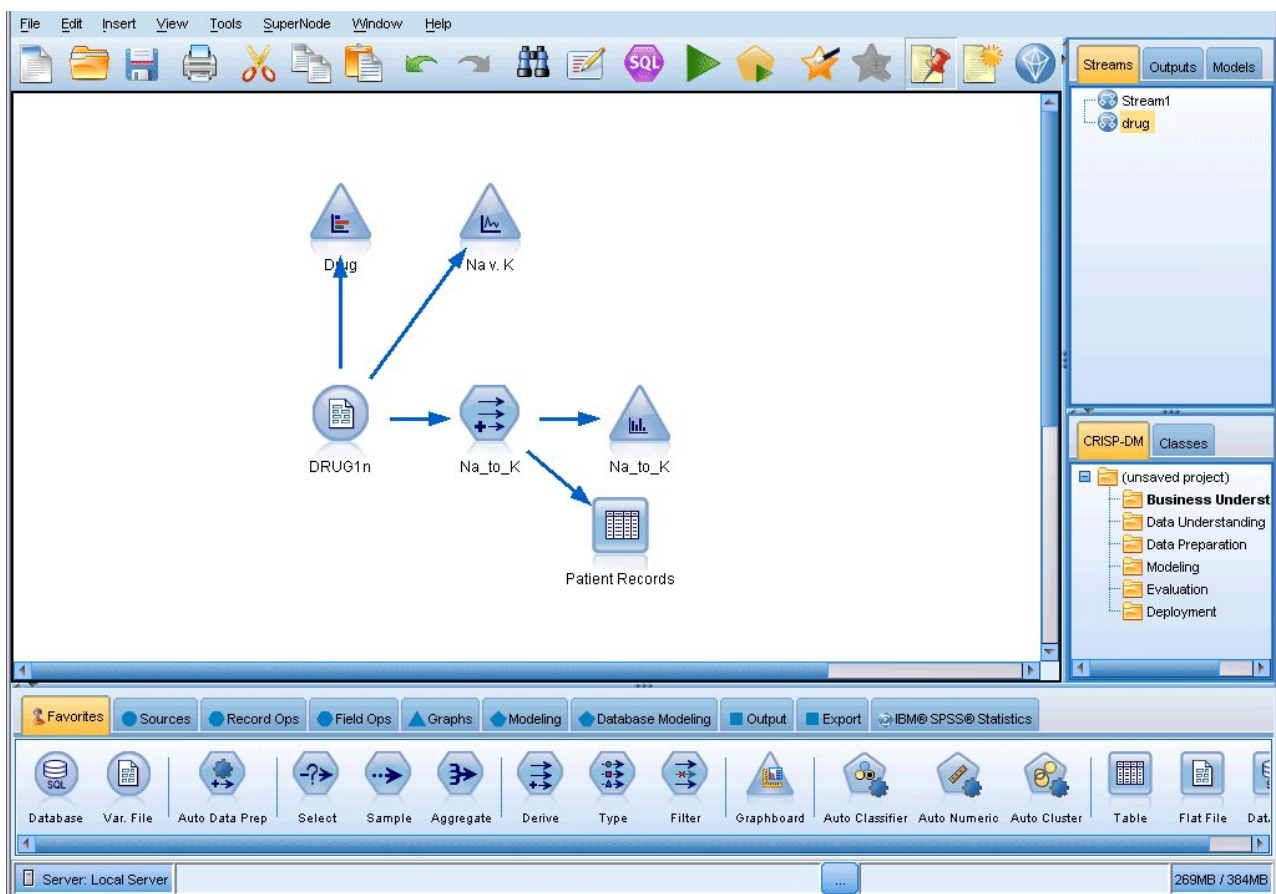 File Edit Insert View Tools SuperNode Window Help
SQL
Streams Outputs Models
Stream1
drug
Drug
Na v. K
DRUG1n
Na_to_K
Na_to_K
Patient Records
CRISP-DM Classes
(unsaved project)
Business Underst
Data Understanding
Data Preparation
Modeling
Evaluation
Deployment
Favorites Sources Record Ops Field Ops Graphs Modeling Database Modeling Output Export IBM® SPSS® Statistics
SQL
Database Var. File Auto Data Prep Select Sample Aggregate Derive Type Filter Graphboard Auto Classifier Auto Numeric Auto Cluster Table Flat File Dat
Server: Local Server ... 269MB / 384MB